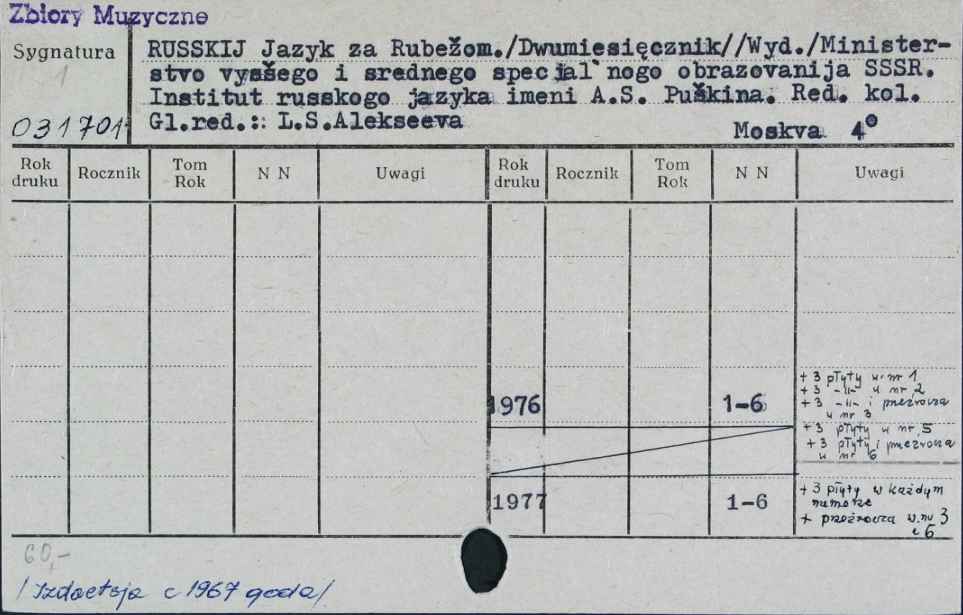 Zbiory Muzyczne
Sygnatura
1
031701
RUSSKIJ Jazyk za Rubežom./Dwumiesięcznik//Wyd./Minister-
stvo vysšego i srednego special`nogo obrazovanija SSSR.
Institut russkogo jazyka imeni A.S. Puškina. Red. kol.
Gl.red.: L.S.Alekseeva
Moskva 4°
Rok druku Rocznik Tom Rok N N Uwagi Rok druku Rocznik Tom Rok N N Uwagi
1976 1-6
+ 3 płyty w nr 1
+ 3 -"- w nr 2
+ 3 -"- i przeźrocza
w nr 3
+ 3 płyty w nr 5
+ 3 płyty i przeźrocza
w nr 6
1977 1-6
+ 3 płyty w każdym
numerze
+ przeźrocza w nr 3
i 6
60,-
/Izdaetsja c 1967 goda/